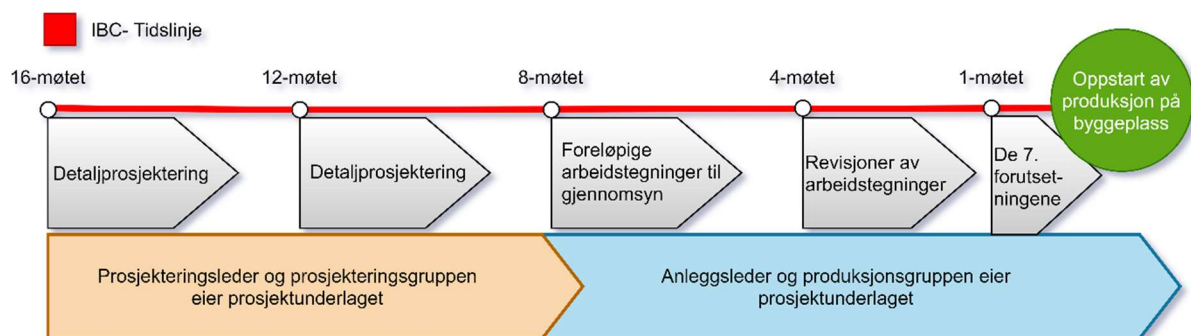 IBC- Tidslinje
16-møtet
12-møtet
8-møtet
4-møtet
1-møtet
Oppstart av
produksjon på
byggeplass
Detaljprosjektering
Detaljprosjektering
Foreløpige
arbeidstegninger til
gjennomsyn
Revisjoner av
arbeidstegninger
De 7.
forutset-
ningene
Prosjekteringsleder og prosjekteringsgruppen
eier prosjektunderlaget
Anleggsleder og produksjonsgruppen eier
prosjektunderlaget